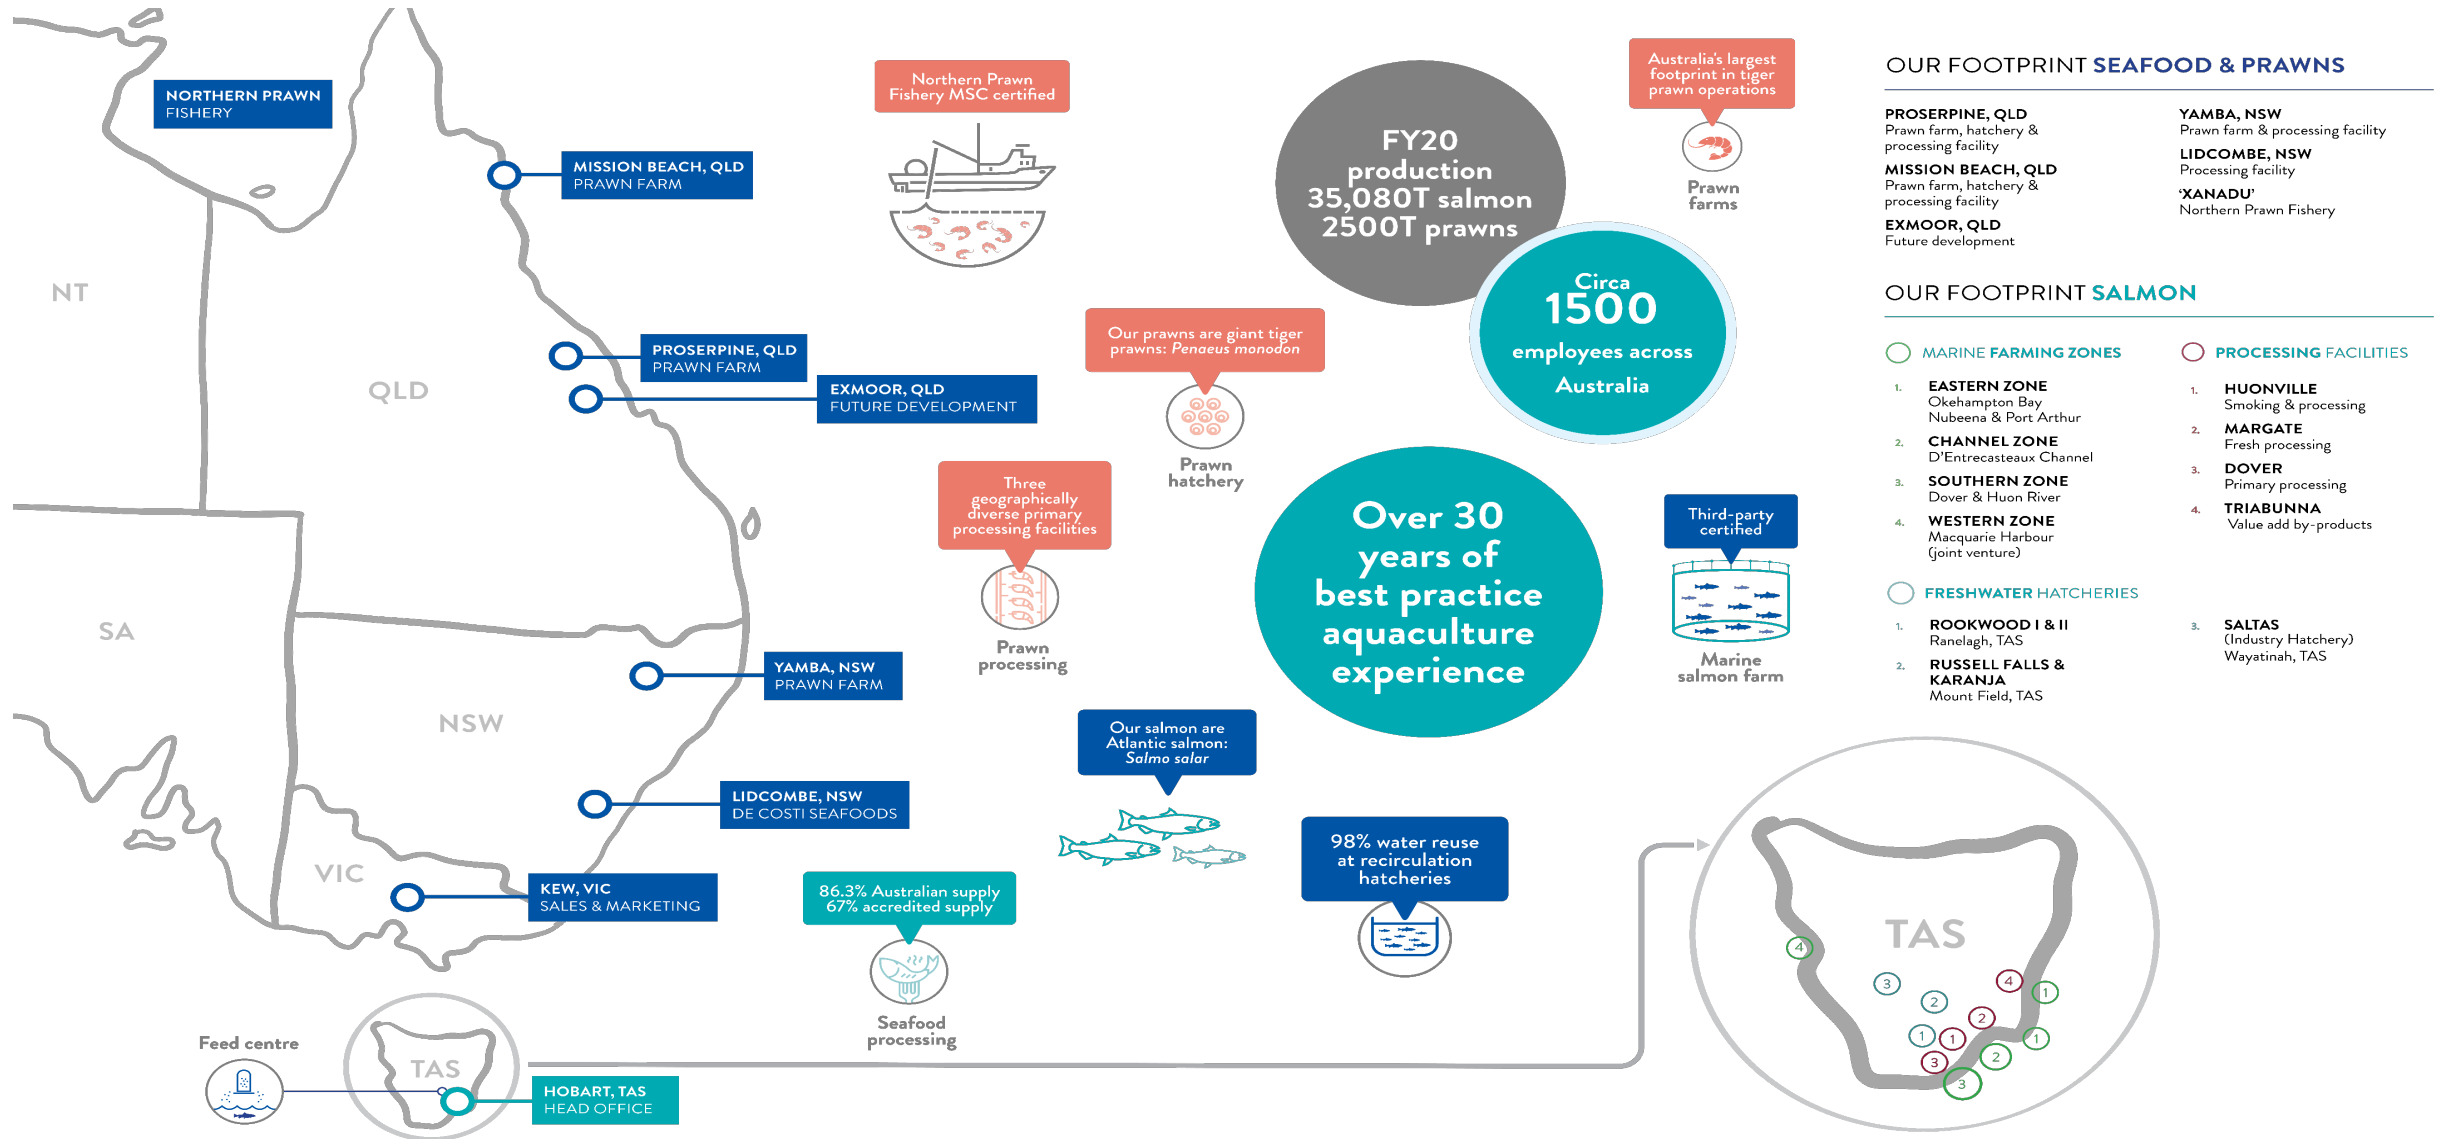 NORTHERN PRAWN
FISHERY
MISSION BEACH, QLD
PRAWN FARM
NT
QLD
PROSERPINE, QLD
PRAWN FARM
EXMOOR, QLD
FUTURE DEVELOPMENT
SA
YAMBA, NSW
PRAWN FARM
NSW
LIDCOMBE, NSW
DE COSTI SEAFOODS
VIC
KEW, VIC
SALES & MARKETING
Feed centre
TAS
HOBART, TAS
HEAD OFFICE
Northern Prawn
Fishery MSC certified
Our prawns are giant tiger
prawns: Penaeus monodon
Prawn
hatchery
Three
geographically
diverse primary
processing facilities
Prawn
processing
Our salmon are
Atlantic salmon:
Salmo salar
86.3% Australian supply
67% accredited supply
Seafood
processing
98% water reuse
at recirculation
hatcheries
FY20
production
35,080T salmon
2500T prawns
Circa
1500
employees across
Australia
Over 30
years of
best practice
aquaculture
experience
Australia's largest
footprint in tiger
prawn operations
Prawn
farms
Third-party
certified
Marine
salmon farm
OUR FOOTPRINT SEAFOOD & PRAWNS
PROSERPINE, QLD
Prawn farm, hatchery &
processing facility
MISSION BEACH, QLD
Prawn farm, hatchery &
processing facility
EXMOOR, QLD
Future development
YAMBA, NSW
Prawn farm & processing facility
LIDCOMBE, NSW
Processing facility
‘XANADU’
Northern Prawn Fishery
OUR FOOTPRINT SALMON
MARINE FARMING ZONES
1. EASTERN ZONE
Okehampton Bay
Nubeena & Port Arthur
2. CHANNEL ZONE
D'Entrecasteaux Channel
3. SOUTHERN ZONE
Dover & Huon River
4. WESTERN ZONE
Macquarie Harbour
(joint venture)
PROCESSING FACILITIES
1. HUONVILLE
Smoking & processing
2. MARGATE
Fresh processing
3. DOVER
Primary processing
4. TRIABUNNA
Value add by-products
FRESHWATER HATCHERIES
1. ROOKWOOD I & II
Ranelagh, TAS
2. RUSSELL FALLS &
KARANJA
Mount Field, TAS
3. SALTAS
(Industry Hatchery)
Wayatinah, TAS
TAS
4
3
4
1
2
2
1
1
1
3
2
3